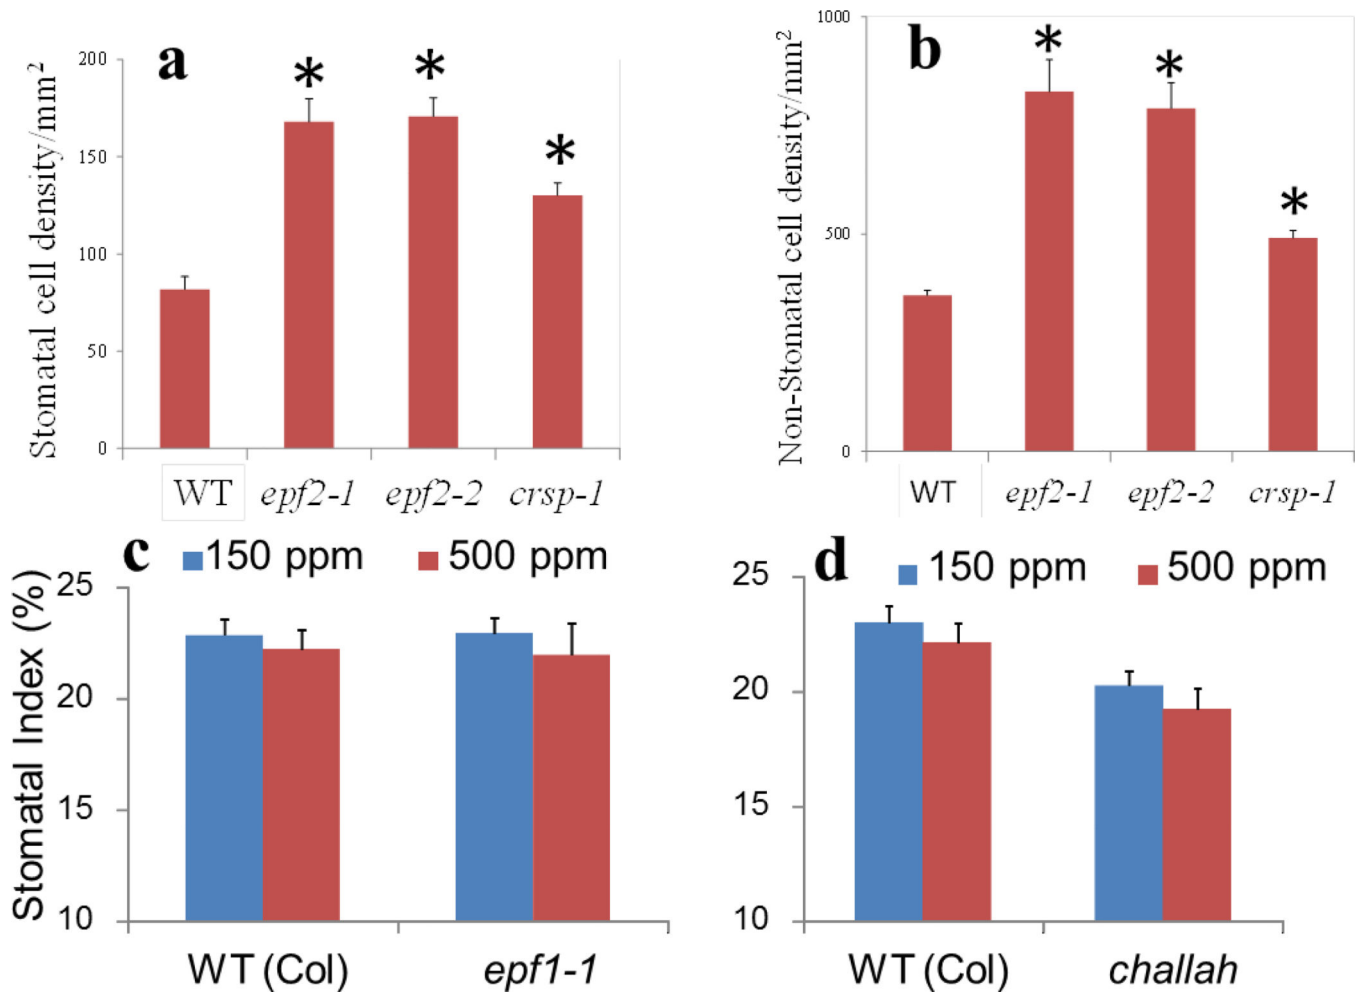 a
Stomatal cell density/mm²
200
150
100
50
0
*
*
*
WT epf2-1 epf2-2 crsp-1
b
Non-Stomatal cell density/mm²
1000
500
0
*
*
*
WT epf2-1 epf2-2 crsp-1
c
150 ppm 500 ppm
Stomatal Index (%)
25
20
15
10
WT (Col) epf1-1
d
150 ppm 500 ppm
25
20
15
10
WT (Col) challah